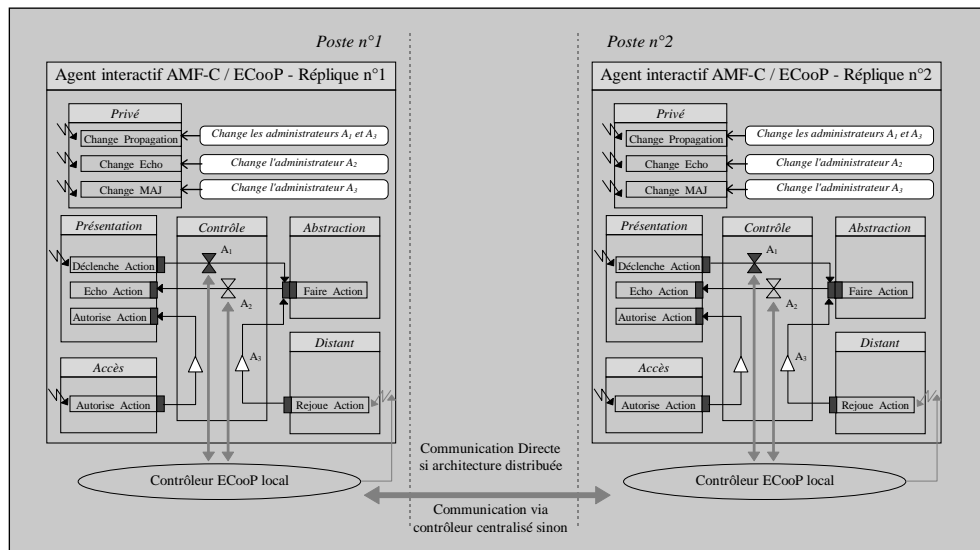 Poste n°1
Agent interactif AMF-C / ECooP - Réplique n°1
Privé
Change Propagation
Change les administrateurs A1 et A3
Change Echo
Change l'administrateur A2
Change MAJ
Change l'administrateur A3
Présentation
Contrôle
Abstraction
A1
Déclenche Action
Echo Action
Faire Action
A2
Autorise Action
Distant
A3
Accès
Autorise Action
Rejoue Action
Contrôleur ECooP local
Communication Directe
si architecture distribuée
Communication via
contrôleur centralisé sinon
Poste n°2
Agent interactif AMF-C / ECooP - Réplique n°2
Privé
Change Propagation
Change les administrateurs A1 et A3
Change Echo
Change l'administrateur A2
Change MAJ
Change l'administrateur A3
Présentation
Contrôle
Abstraction
A1
Déclenche Action
Echo Action
Faire Action
A2
Autorise Action
Distant
A3
Accès
Autorise Action
Rejoue Action
Contrôleur ECooP local